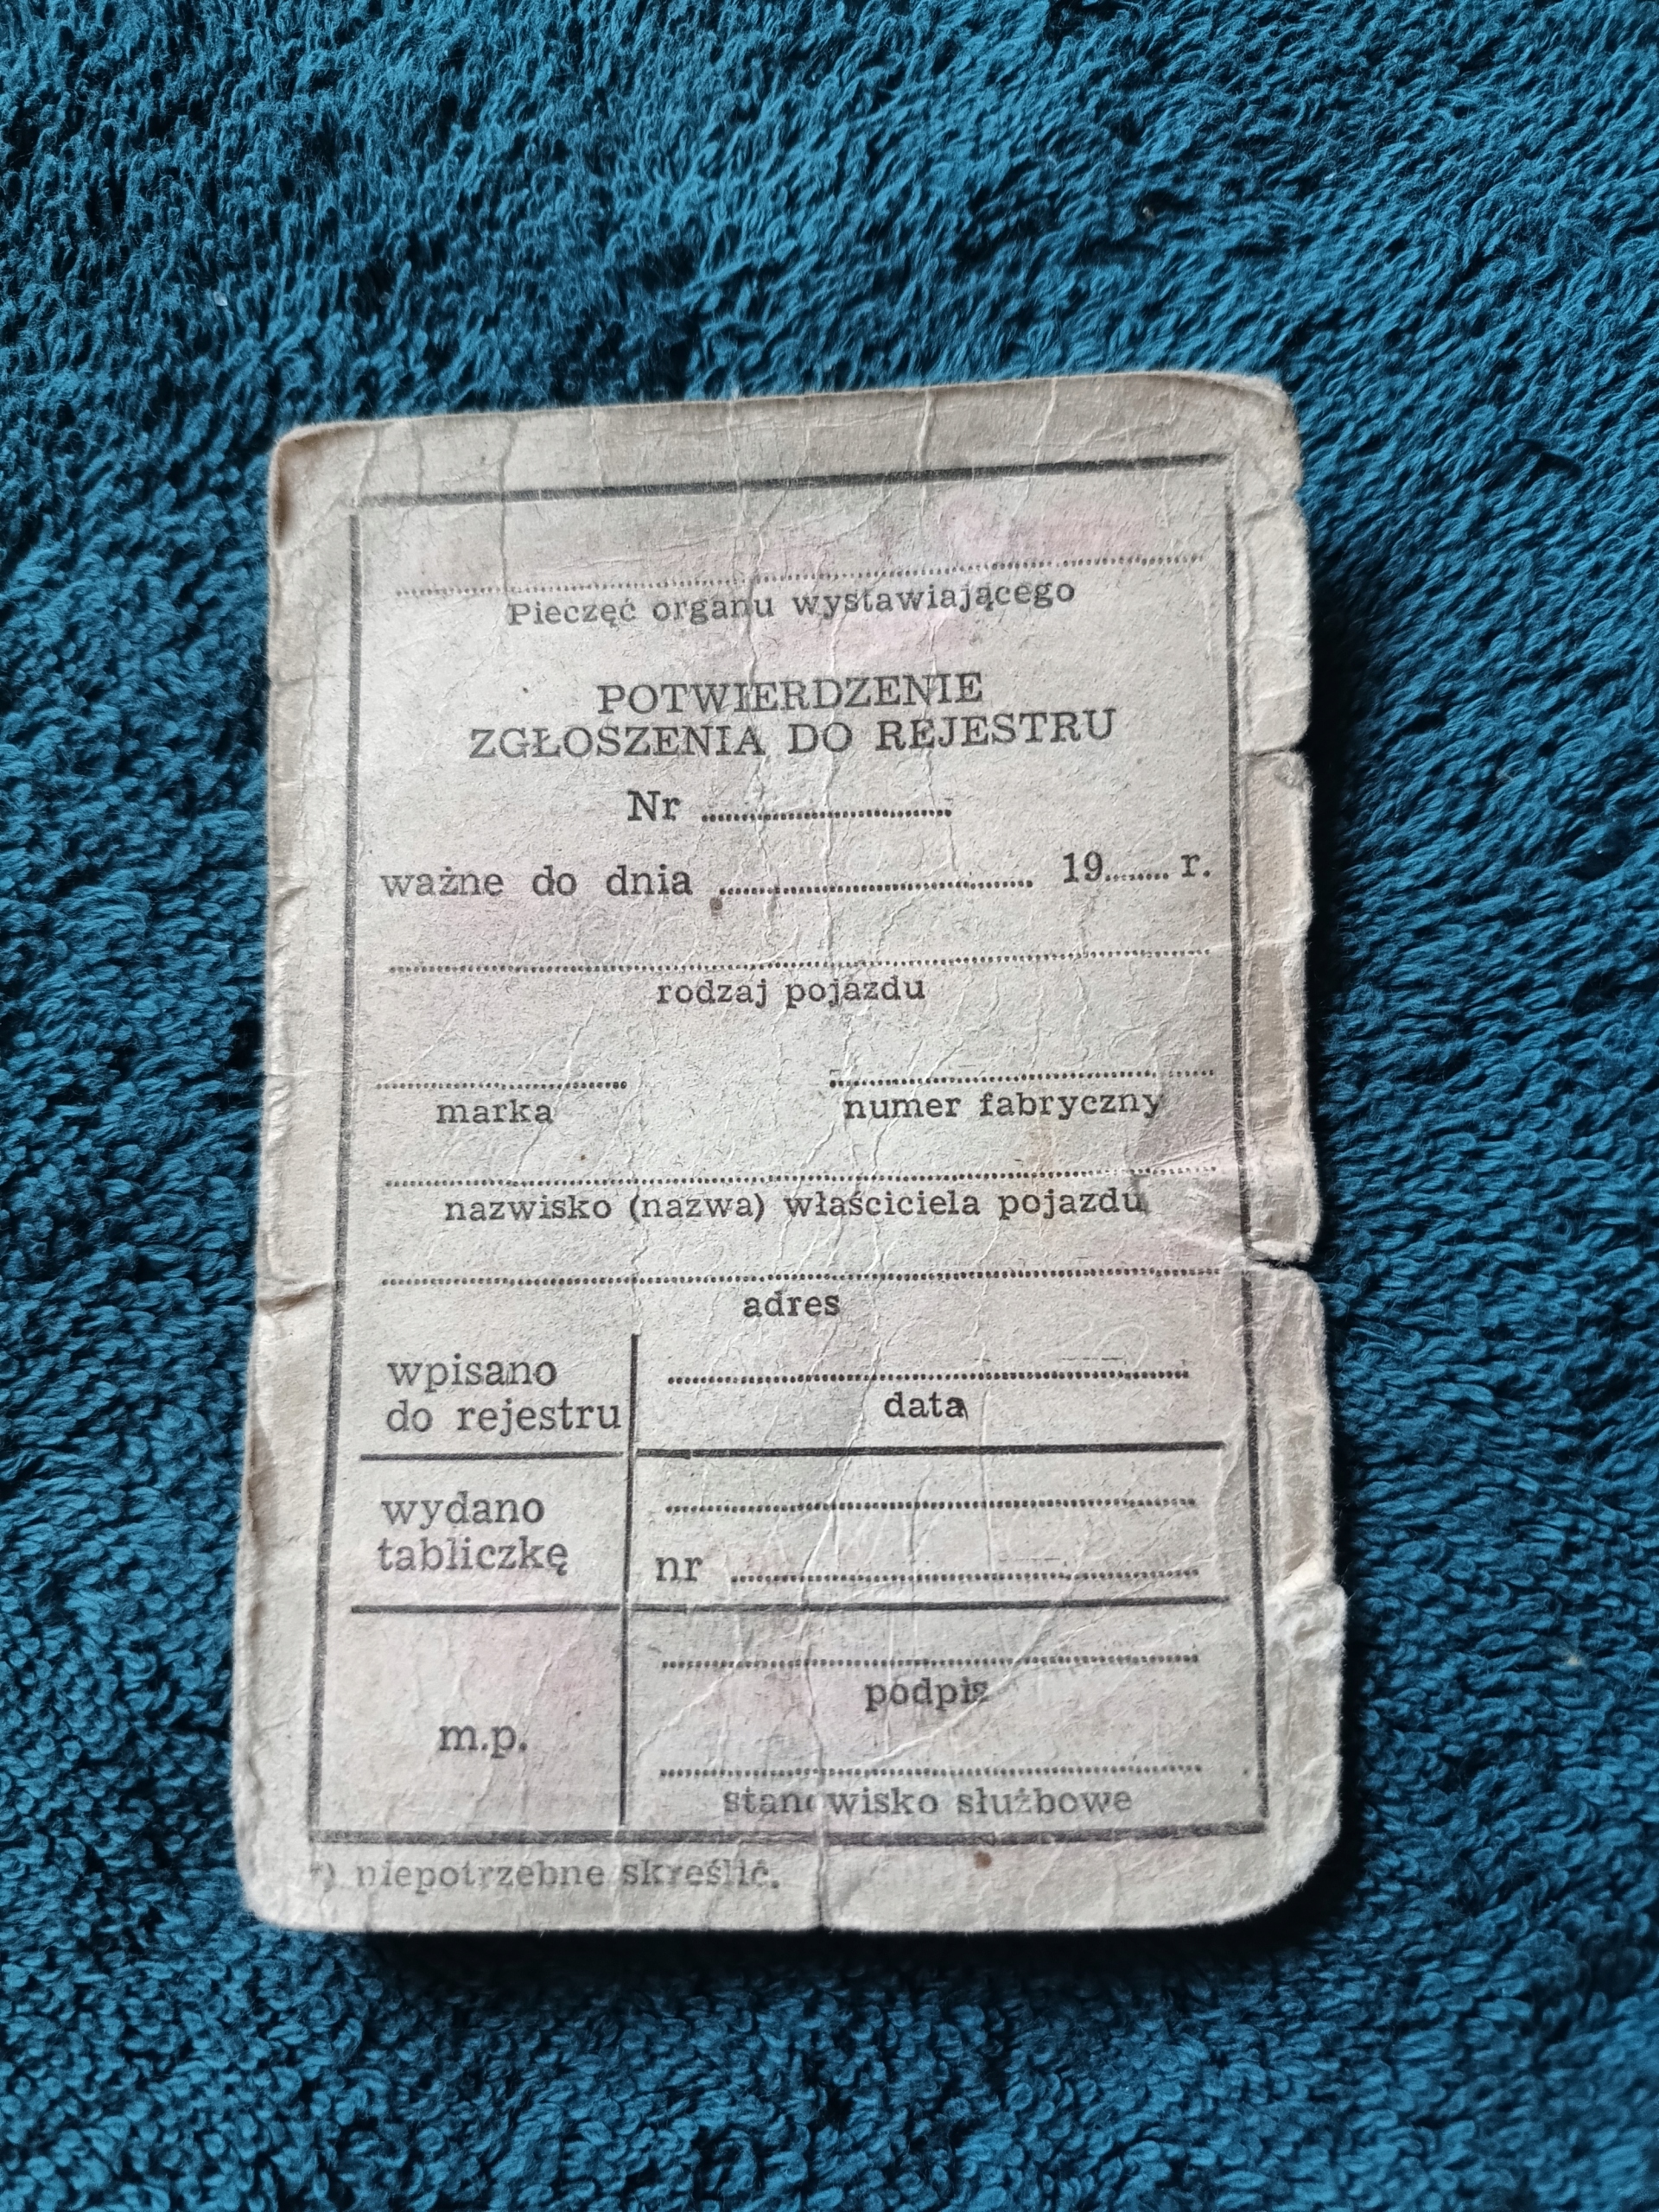 Pieczęć organu wystawiającego
POTWIERDZENIE
ZGŁOSZENIA DO REJESTRU
Nr ....................
ważne do dnia .................... 19...... r.
rodzaj pojazdu
marka numer fabryczny
nazwisko (nazwa) właściciela pojazdu
adres
wpisano
do rejestru
data
wydano
tabliczkę
nr ....................
podpis
m.p.
stanowisko służbowe
*) niepotrzebne skreślić.